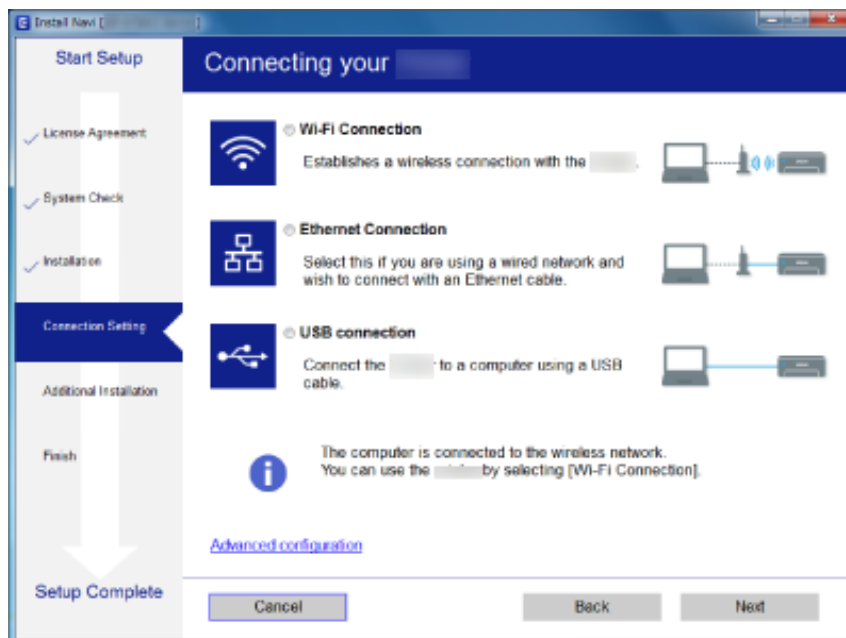 Install Navi [
]
Start Setup
License Agreement
System Check
Installation
Connection Setting
Additional Installation
Finish
Setup Complete
Connecting your
Wi-Fi Connection
Establishes a wireless connection with the
.
Ethernet Connection
Select this if you are using a wired network and
wish to connect with an Ethernet cable.
USB connection
Connect the to a computer using a USB
cable.
The computer is connected to the wireless network.
You can use the by selecting [Wi-Fi Connection].
Advanced configuration
Cancel
Back
Next